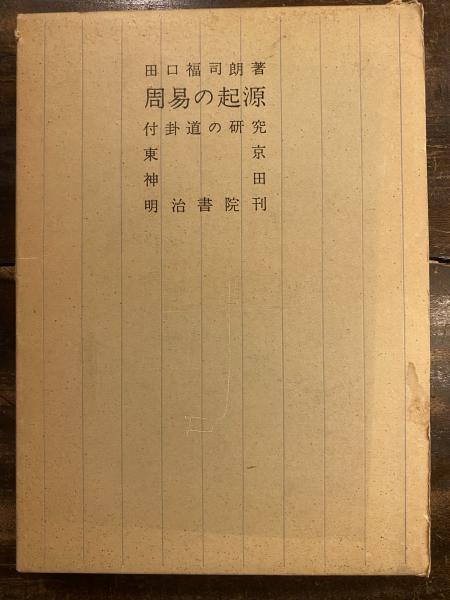 田口福司朗著
周易の起源
付卦道の研究
東京
神田
明治書院刊